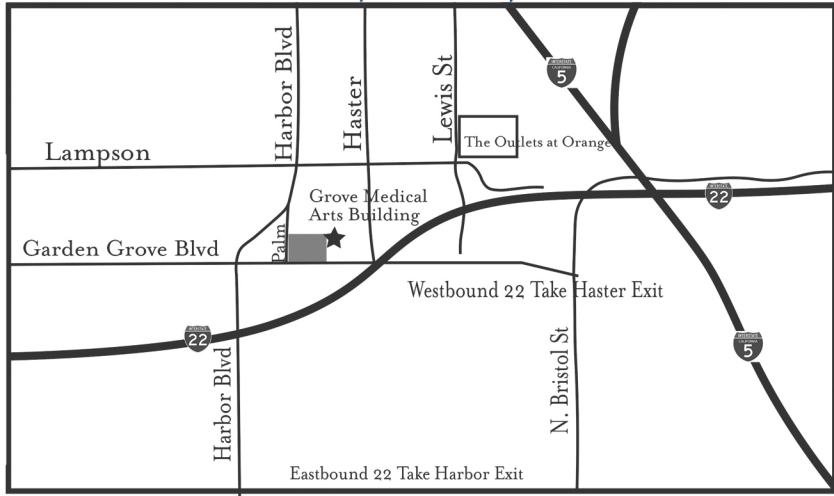 Harbor Blvd
Haster
Lewis St
INTERSTATE
CALIFORNIA
5
The Outlets at Orange
Lampson
Grove Medical
Arts Building
INTERSTATE
22
Palm
Garden Grove Blvd
Westbound 22 Take Haster Exit
INTERSTATE
22
Harbor Blvd
N. Bristol St
INTERSTATE
CALIFORNIA
5
Eastbound 22 Take Harbor Exit